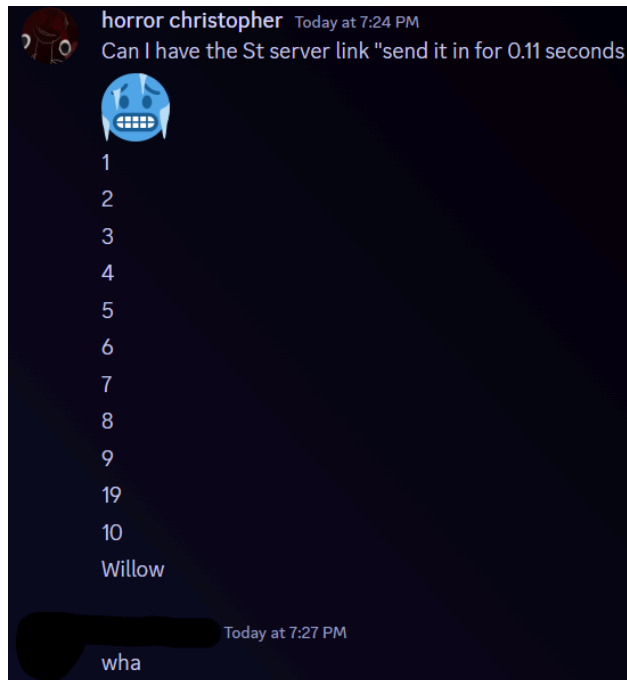 horror christopher Today at 7:24 PM
Can I have the St server link "send it in for 0.11 seconds
1
2
3
4
5
6
7
8
9
19
10
Willow
Today at 7:27 PM
wha